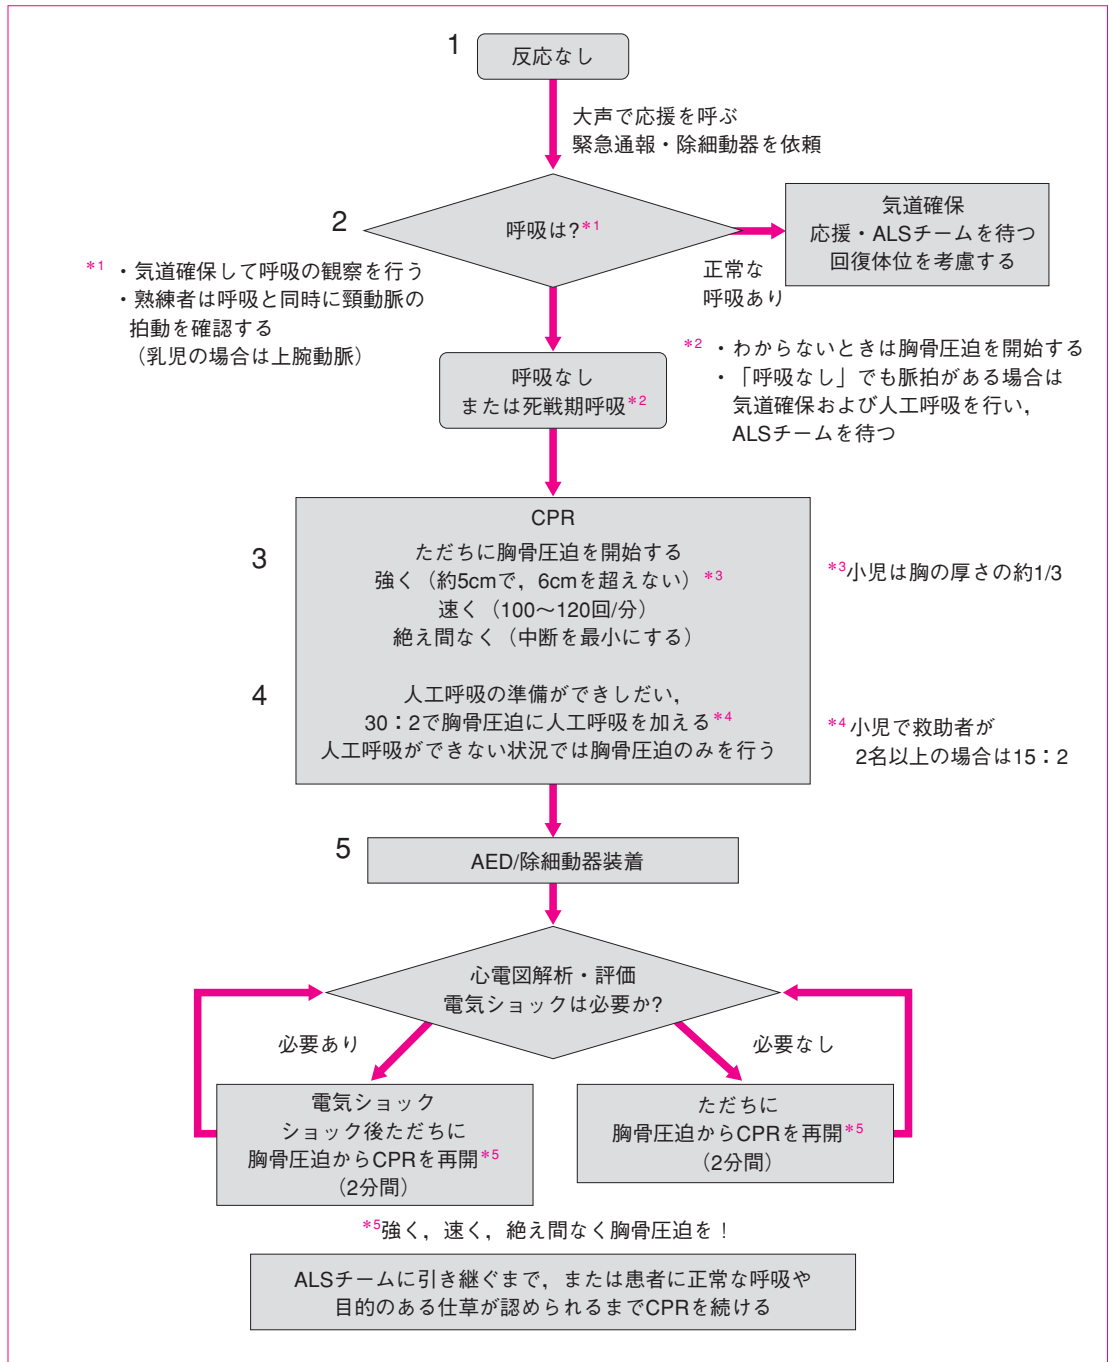 1
反応なし
大声で応援を呼ぶ
緊急通報・除細動器を依頼
2
呼吸は?*1
気道確保
応援・ALSチームを待つ
回復体位を考慮する
正常な
呼吸あり
*1 ・気道確保して呼吸の観察を行う
・熟練者は呼吸と同時に頸動脈の
拍動を確認する
（乳児の場合は上腕動脈）
呼吸なし
または死戦期呼吸*2
*2 ・わからないときは胸骨圧迫を開始する
・「呼吸なし」でも脈拍がある場合は
気道確保および人工呼吸を行い，
ALSチームを待つ
CPR
3
ただちに胸骨圧迫を開始する
強く（約5cmで，6cmを超えない）*3
速く（100〜120回/分）
絶え間なく（中断を最小にする）
*3小児は胸の厚さの約1/3
4
人工呼吸の準備ができしだい，
30：2で胸骨圧迫に人工呼吸を加える*4
人工呼吸ができない状況では胸骨圧迫のみを行う
*4 小児で救助者が
2名以上の場合は15：2
5
AED/除細動器装着
心電図解析・評価
電気ショックは必要か?
必要あり
必要なし
電気ショック
ショック後ただちに
胸骨圧迫からCPRを再開*5
（2分間）
ただちに
胸骨圧迫からCPRを再開*5
（2分間）
*5強く，速く，絶え間なく胸骨圧迫を！
ALSチームに引き継ぐまで，または患者に正常な呼吸や
目的のある仕草が認められるまでCPRを続ける